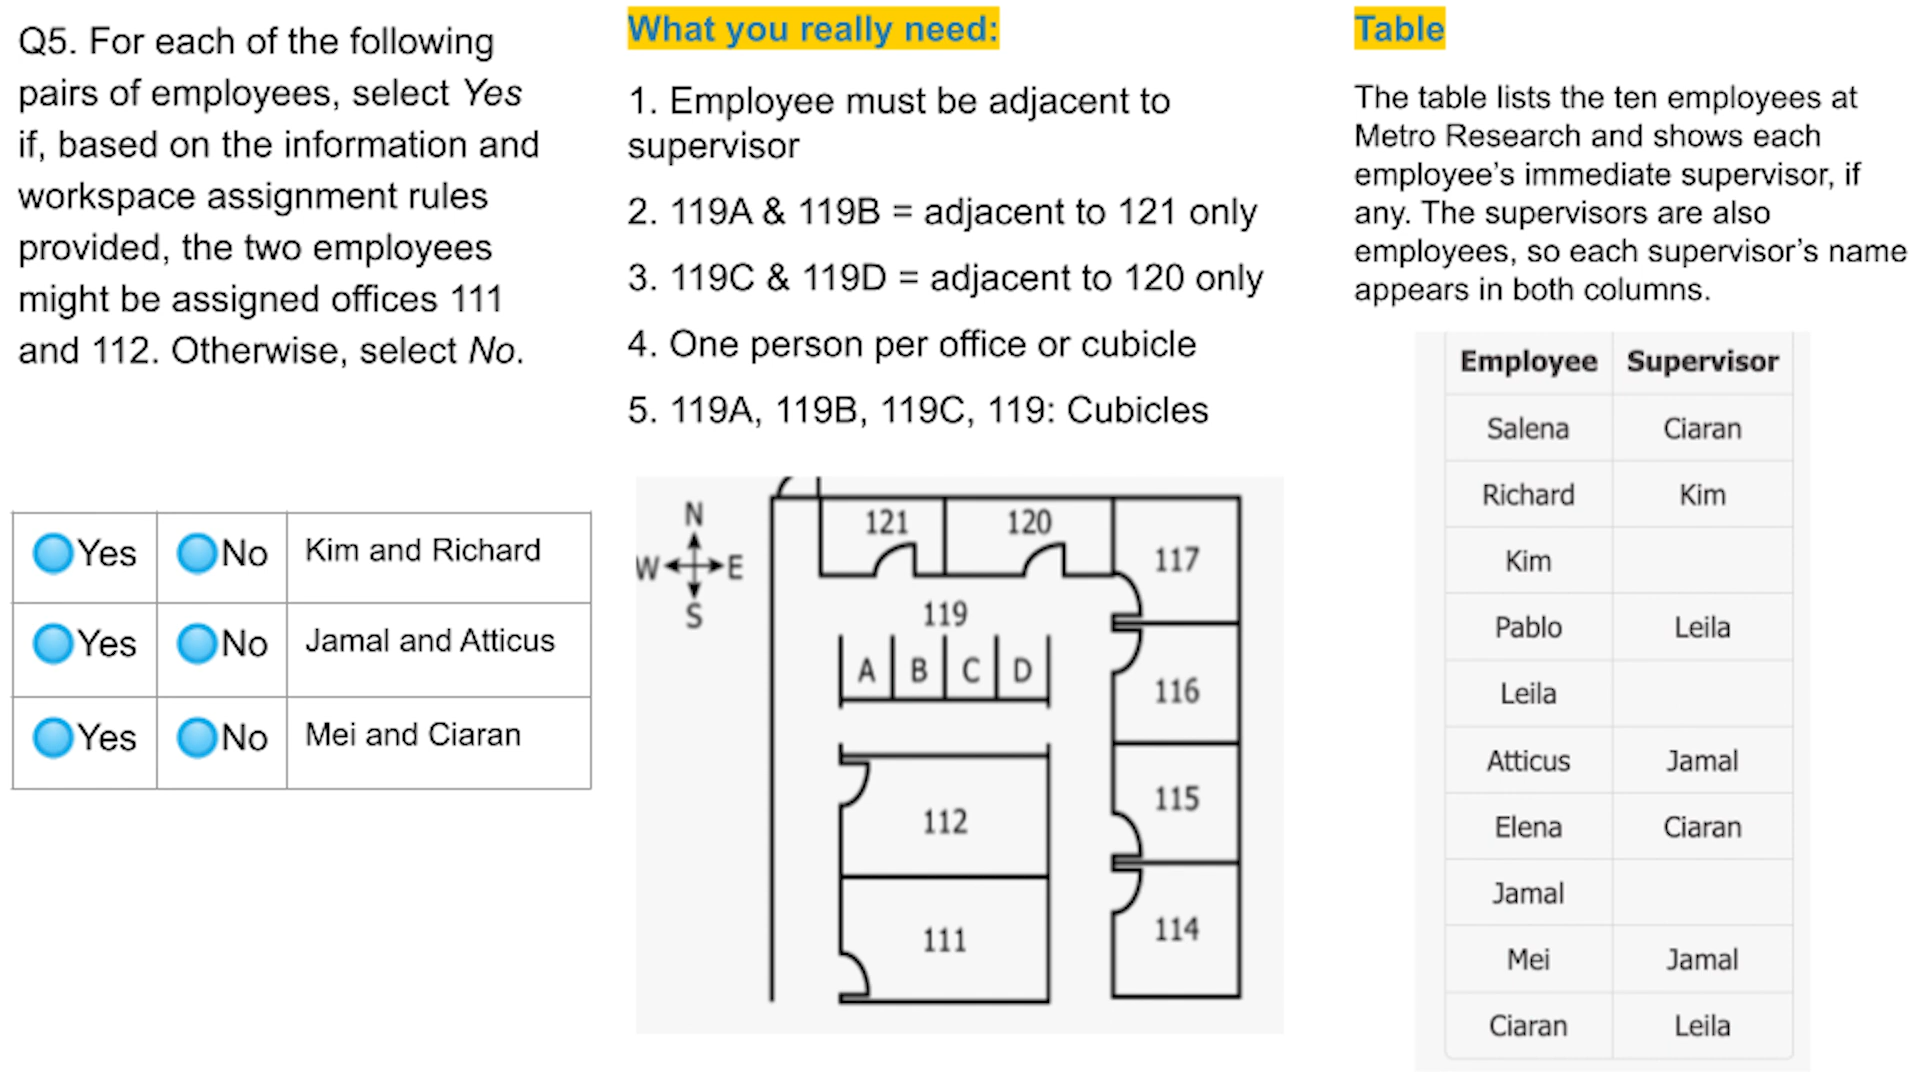 Q5. For each of the following
pairs of employees, select Yes
if, based on the information and
workspace assignment rules
provided, the two employees
might be assigned offices 111
and 112. Otherwise, select No.
Yes No Kim and Richard
Yes No Jamal and Atticus
Yes No Mei and Ciaran
What you really need:
1. Employee must be adjacent to
supervisor
2. 119A & 119B = adjacent to 121 only
3. 119C & 119D = adjacent to 120 only
4. One person per office or cubicle
5. 119A, 119B, 119C, 119: Cubicles
N
W E
S
121 120
117
119
A B C D
116
115
112
114
111
Table
The table lists the ten employees at
Metro Research and shows each
employee's immediate supervisor, if
any. The supervisors are also
employees, so each supervisor's name
appears in both columns.
Employee Supervisor
Salena Ciaran
Richard Kim
Kim
Pablo Leila
Leila
Atticus Jamal
Elena Ciaran
Jamal
Mei Jamal
Ciaran Leila